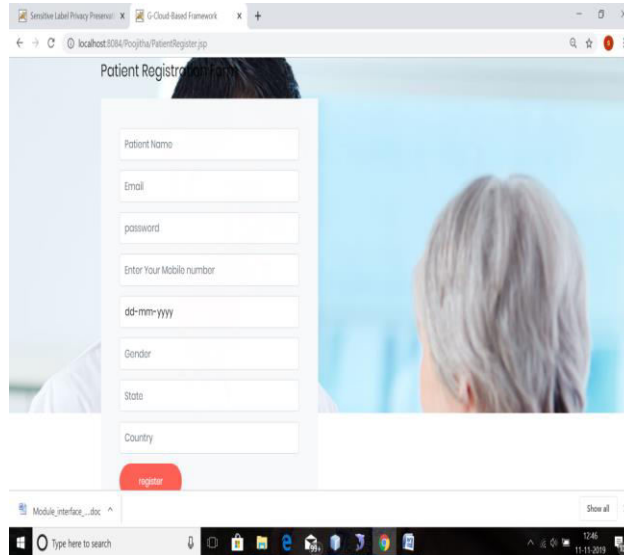 Sensitive Label Privacy Preservati
G-Cloud-Based Framework
localhost:8084/Poojitha/PatientRegister.jsp
Patient Registration Form
Patient Name
Email
password
Enter Your Mobile number
dd-mm-yyyy
Gender
State
Country
register
Module_interface_....doc
Show all
Type here to search
99+
12:46
11-11-2019